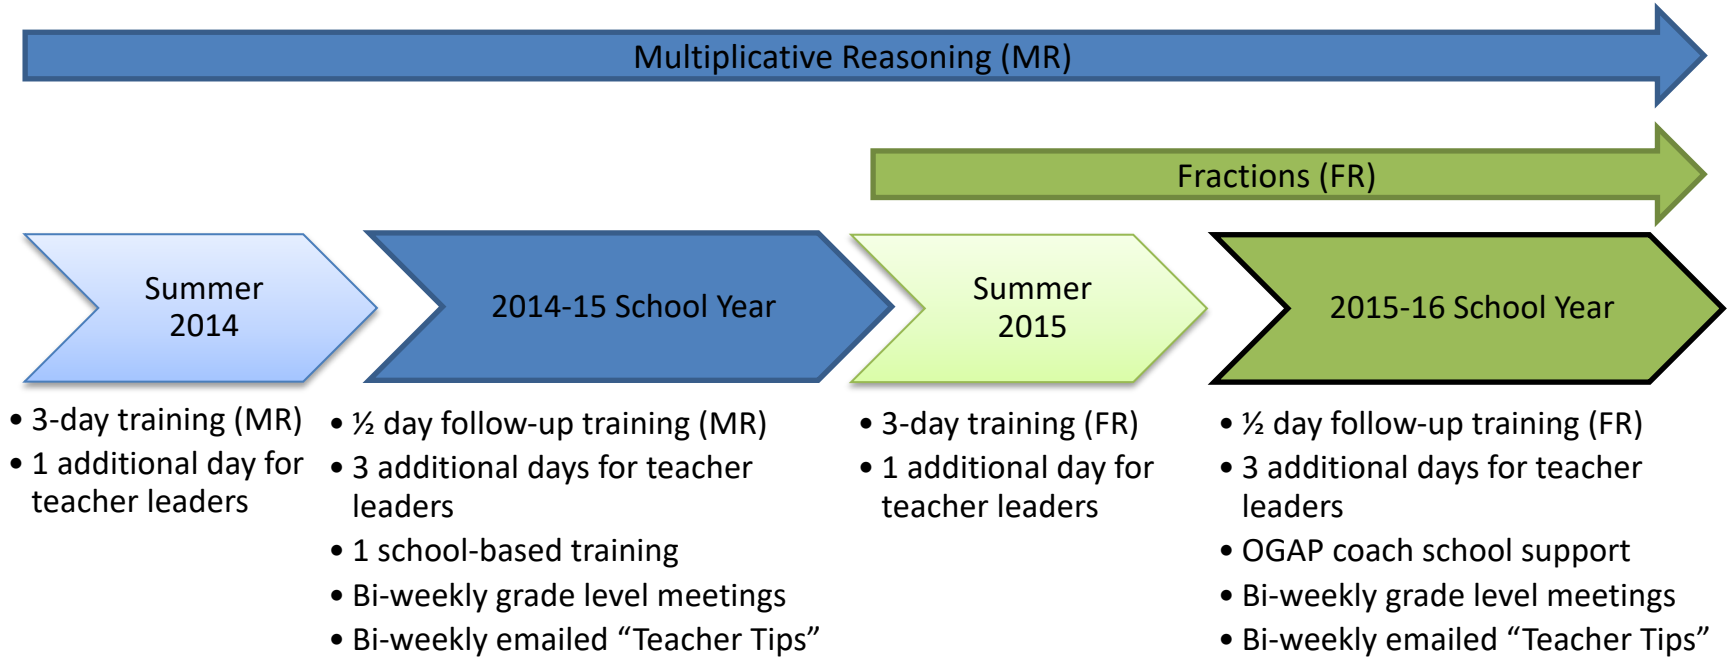 Multiplicative Reasoning (MR)
Fractions (FR)
Summer
2014
2014-15 School Year
Summer
2015
2015-16 School Year
• 3-day training (MR)
• 1 additional day for
teacher leaders
• ½ day follow-up training (MR)
• 3 additional days for teacher
leaders
• 1 school-based training
• Bi-weekly grade level meetings
• Bi-weekly emailed “Teacher Tips”
• 3-day training (FR)
• 1 additional day for
teacher leaders
• ½ day follow-up training (FR)
• 3 additional days for teacher
leaders
• OGAP coach school support
• Bi-weekly grade level meetings
• Bi-weekly emailed “Teacher Tips”